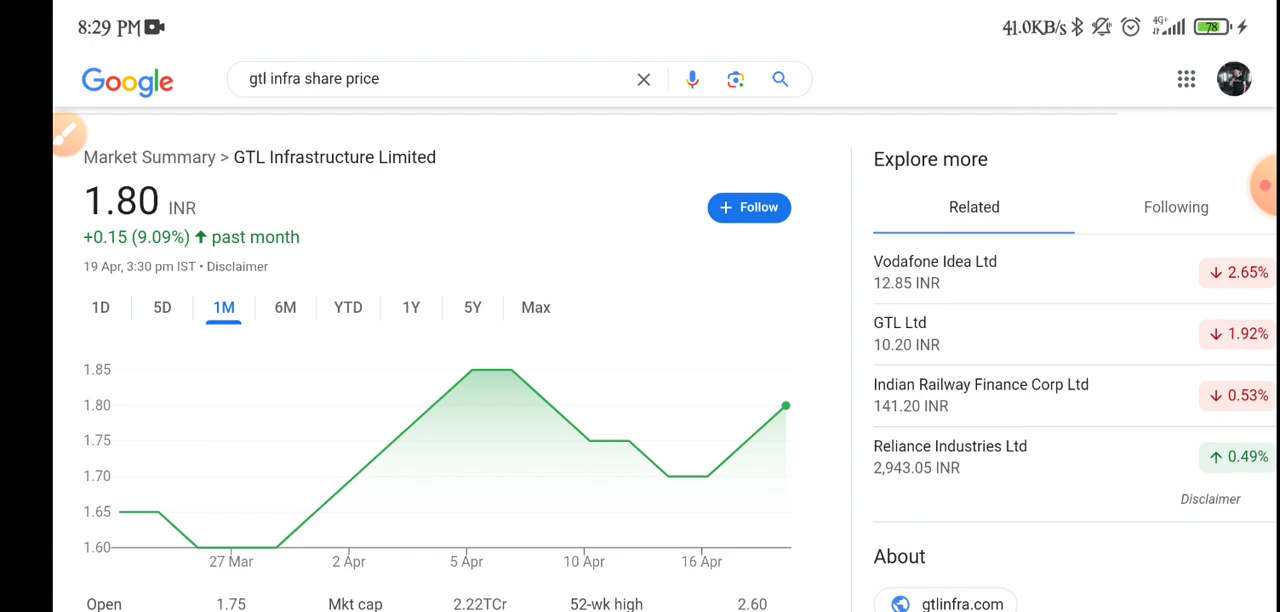 8:29 PM
41.0KB/s 4G+ 78
Google
gtl infra share price
Market Summary > GTL Infrastructure Limited
1.80 INR
+ Follow
+0.15 (9.09%) ↑ past month
19 Apr, 3:30 pm IST • Disclaimer
1D 5D 1M 6M YTD 1Y 5Y Max
1.85
1.80
1.75
1.70
1.65
1.60
27 Mar 2 Apr 5 Apr 10 Apr 16 Apr
Open 1.75 Mkt cap 2.22TCr 52-wk high 2.60
Explore more
Related Following
Vodafone Idea Ltd
12.85 INR
↓ 2.65%
GTL Ltd
10.20 INR
↓ 1.92%
Indian Railway Finance Corp Ltd
141.20 INR
↓ 0.53%
Reliance Industries Ltd
2,943.05 INR
↑ 0.49%
Disclaimer
About
gtlinfra.com